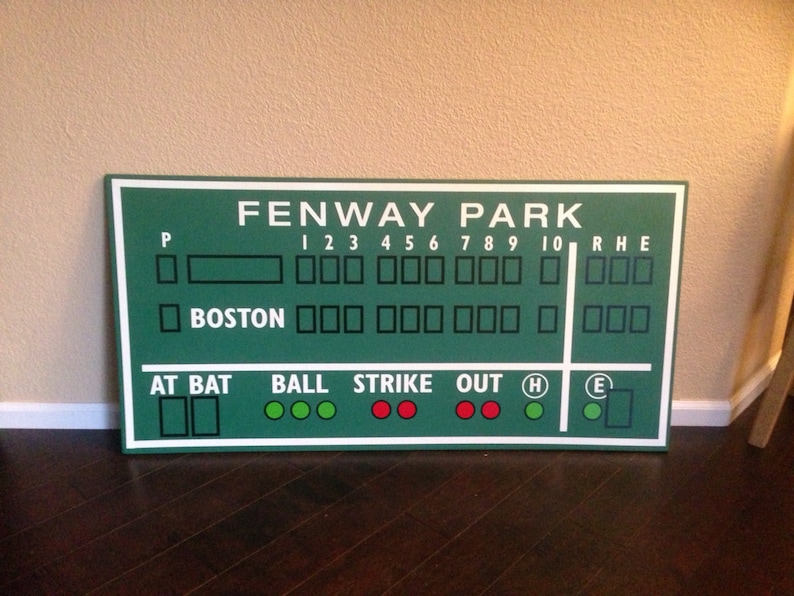 FENWAY PARK
P 1 2 3 4 5 6 7 8 9 10 R H E
BOSTON
AT BAT BALL STRIKE OUT H E